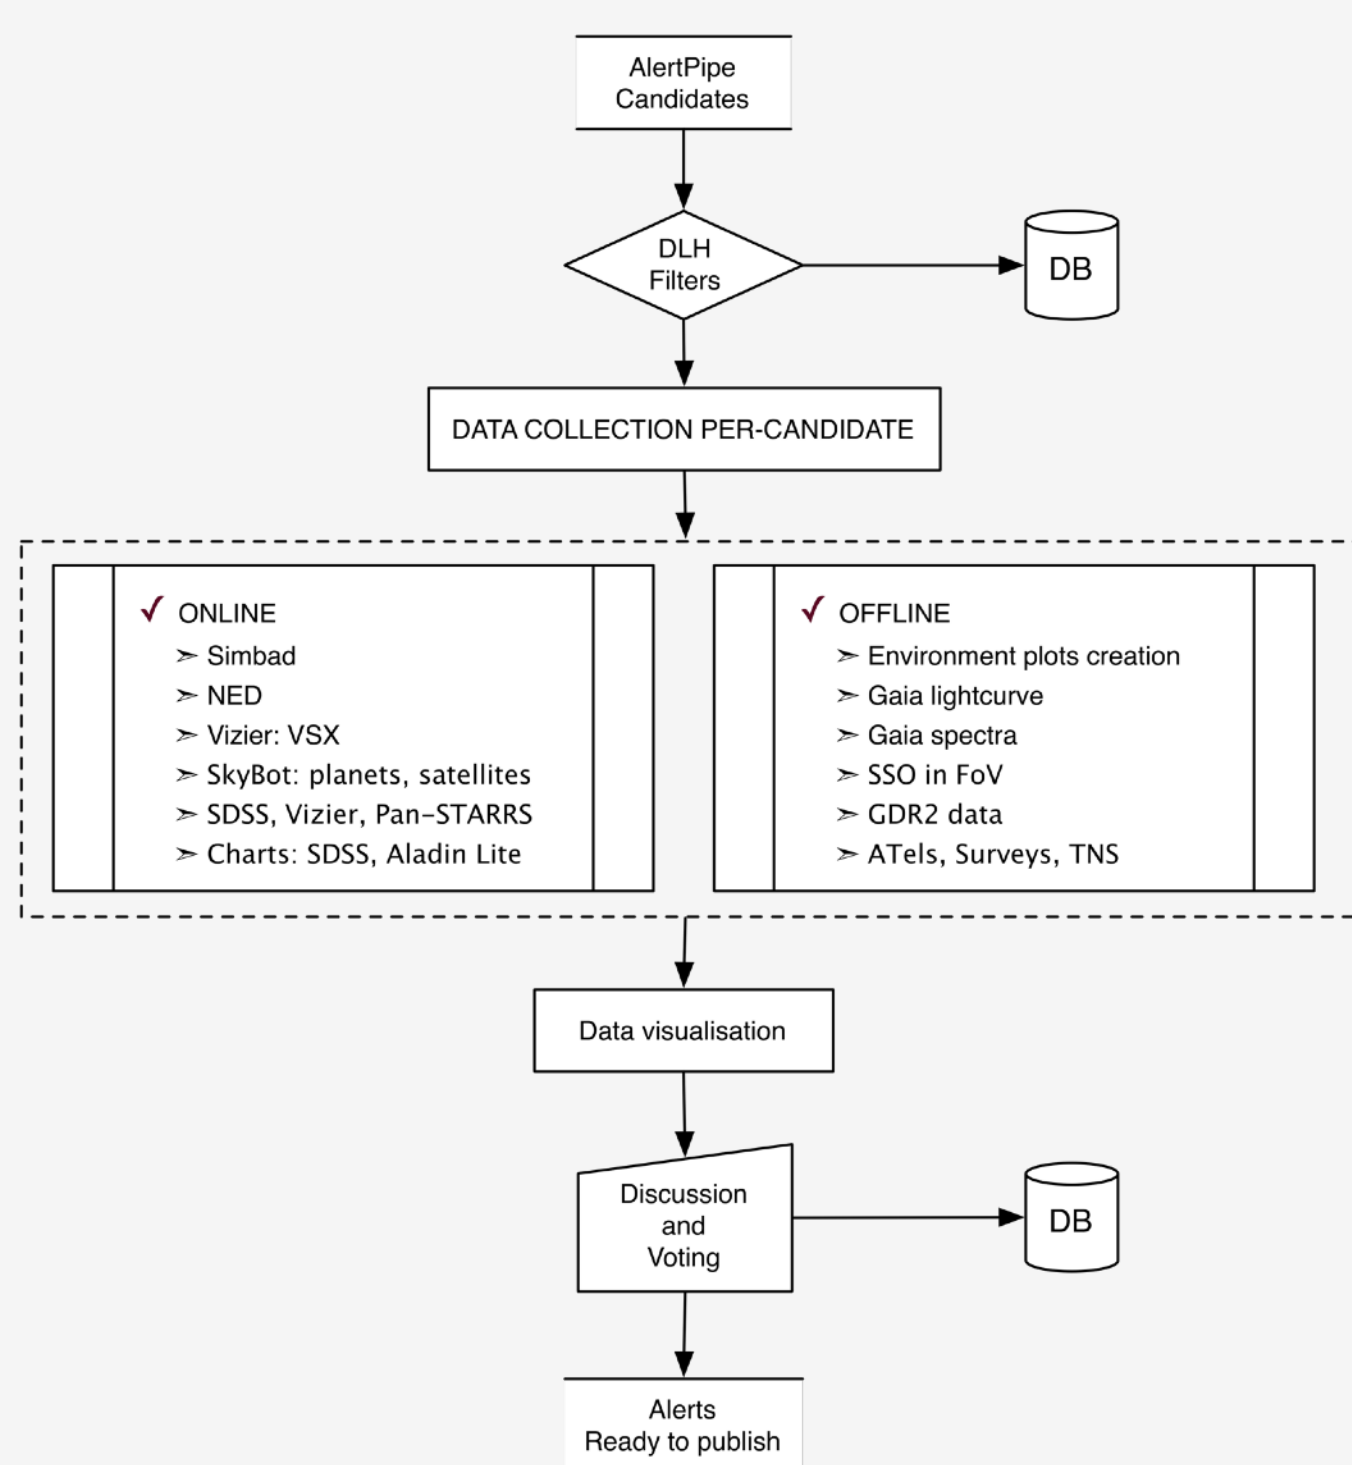 AlertPipe
Candidates
DLH
Filters
DB
DATA COLLECTION PER-CANDIDATE
✓ ONLINE
➣ Simbad
➣ NED
➣ Vizier: VSX
➣ SkyBot: planets, satellites
➣ SDSS, Vizier, Pan-STARRS
➣ Charts: SDSS, Aladin Lite
✓ OFFLINE
➣ Environment plots creation
➣ Gaia lightcurve
➣ Gaia spectra
➣ SSO in FoV
➣ GDR2 data
➣ ATels, Surveys, TNS
Data visualisation
Discussion
and
Voting
DB
Alerts
Ready to publish